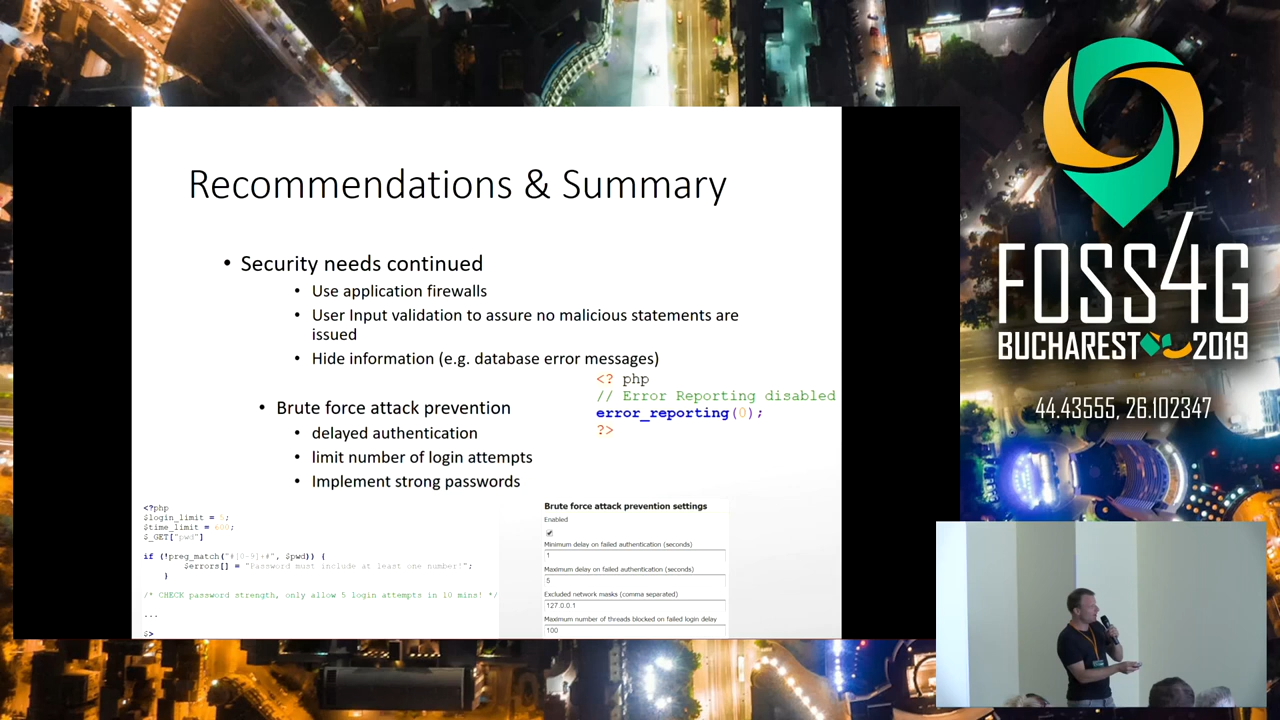 Recommendations & Summary
• Security needs continued
• Use application firewalls
• User Input validation to assure no malicious statements are
issued
• Hide information (e.g. database error messages)
<? php
// Error Reporting disabled
error_reporting(0);
?>
• Brute force attack prevention
• delayed authentication
• limit number of login attempts
• Implement strong passwords
<?php
$login_limit = 5;
$time_limit = 600;
$_GET["pwd"]
if (!preg_match("#[0-9]+#", $pwd)) {
$errors[] = "Password must include at least one number!";
}
/* CHECK password strength, only allow 5 login attempts in 10 mins! */
...
$>
Brute force attack prevention settings
Enabled
Minimum delay on failed authentication (seconds)
1
Maximum delay on failed authentication (seconds)
5
Excluded network masks (comma separated)
127.0.0.1
Maximum number of threads blocked on failed login delay
100
FOSS4G
BUCHAREST 2019
44.43555, 26.102347